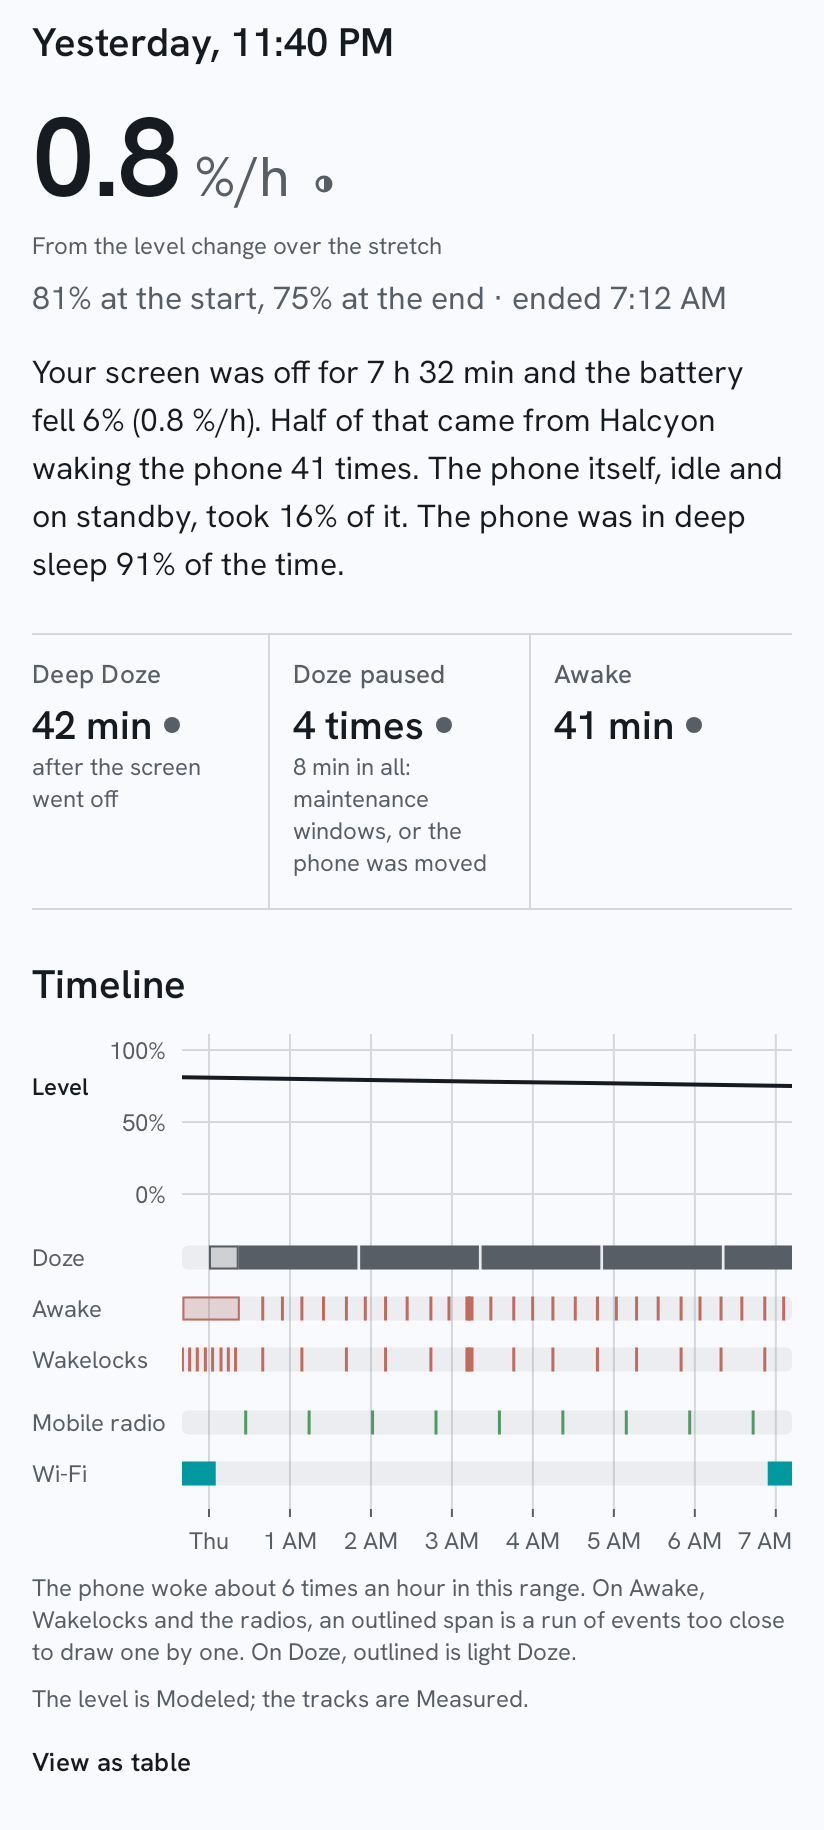 Yesterday, 11:40 PM
0.8 %/h
From the level change over the stretch
81% at the start, 75% at the end · ended 7:12 AM
Your screen was off for 7 h 32 min and the battery
fell 6% (0.8 %/h). Half of that came from Halcyon
waking the phone 41 times. The phone itself, idle and
on standby, took 16% of it. The phone was in deep
sleep 91% of the time.
Deep Doze
42 min
after the screen
went off
Doze paused
4 times
8 min in all:
maintenance
windows, or the
phone was moved
Awake
41 min
Timeline
100%
Level
50%
0%
Doze
Awake
Wakelocks
Mobile radio
Wi-Fi
Thu 1 AM 2 AM 3 AM 4 AM 5 AM 6 AM 7 AM
The phone woke about 6 times an hour in this range. On Awake,
Wakelocks and the radios, an outlined span is a run of events too close
to draw one by one. On Doze, outlined is light Doze.
The level is Modeled; the tracks are Measured.
View as table